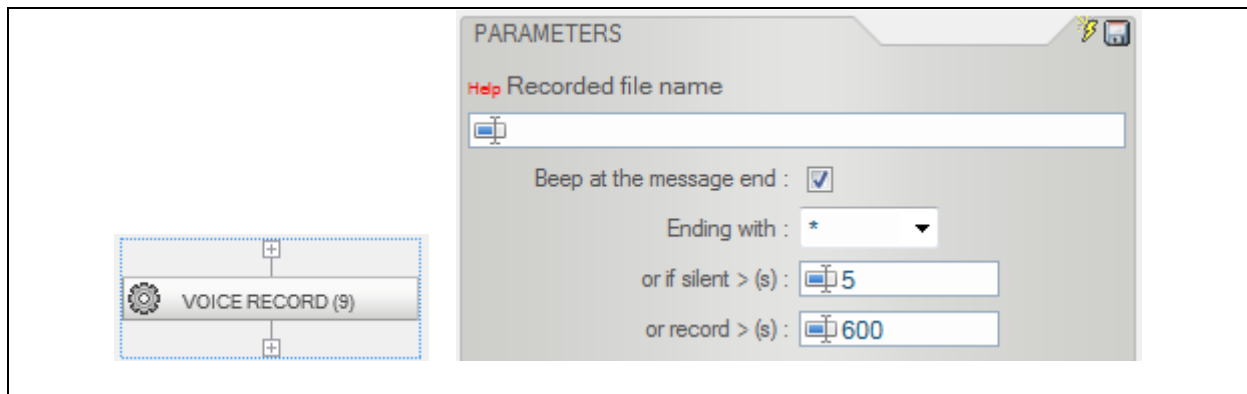 PARAMETERS
Help Recorded file name
Beep at the message end :
Ending with : *
or if silent > (s) : 5
or record > (s) : 600
VOICE RECORD (9)